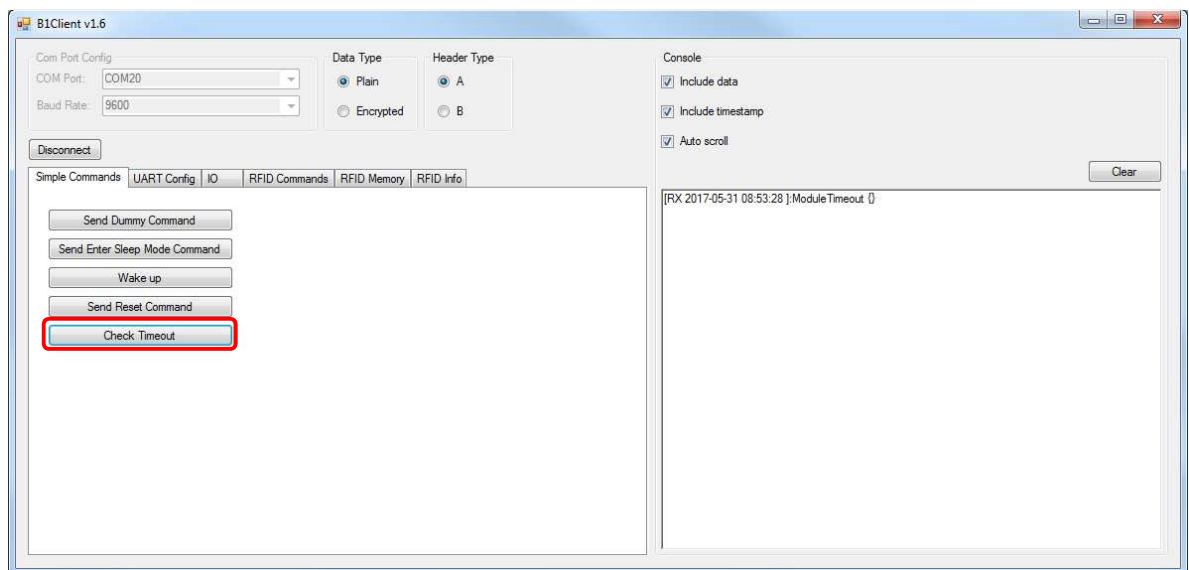 B1Client v1.6
Com Port Config
COM Port: COM20
Baud Rate: 9600
Data Type
Plain
Encrypted
Header Type
A
B
Disconnect
Simple Commands UART Config IO RFID Commands RFID Memory RFID Info
Send Dummy Command
Send Enter Sleep Mode Command
Wake up
Send Reset Command
Check Timeout
Console
Include data
Include timestamp
Auto scroll
Clear
[RX 2017-05-31 08:53:28 ]:ModuleTimeout {}